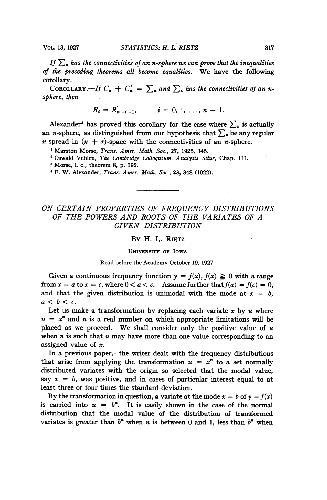 VOL. 13, 1927 STATISTICS: H. L. RIETZ 817
If ∑ₙ has the connectivities of an n-sphere we can prove that the inequalities
of the preceding theorems all become equalities. We have the following
corollary.
COROLLARY.—If Cₙ + C'ₙ = ∑ₙ and ∑ₙ has the connectivities of an n-
sphere, then
i = 0, 1, . . . , n − 1.
Alexander⁴ has proved this corollary for the case where ∑ₙ is actually
an n-sphere, as distinguished from our hypothesis that ∑ₙ be any regular
n spread in (n + r)-space with the connectivities of an n-sphere.
¹ Marston Morse, Trans. Amer. Math. Soc., 27, 1925, 345.
² Oswald Veblen, The Cambridge Colloquium Analysis Situs, Chap. III.
³ Morse, l. c., theorem 8, p. 392.
⁴ J. W. Alexander, Trans. Amer. Math. Soc., 23, 343 (1922).
ON CERTAIN PROPERTIES OF FREQUENCY DISTRIBUTIONS
OF THE POWERS AND ROOTS OF THE VARIATES OF A
GIVEN DISTRIBUTION
BY H. L. RIETZ
UNIVERSITY OF IOWA
Read before the Academy October 19, 1927
Given a continuous frequency function y = f(x), f(x) ≧ 0 with a range
from x = a to x = c, where 0 < a < c. Assume further that f(a) = f(c) = 0,
and that the given distribution is unimodal with the mode at x = b,
a < b < c.
Let us make a transformation by replacing each variate x by u where
u = xⁿ and n is a real number on which appropriate limitations will be
placed as we proceed. We shall consider only the positive value of u
when n is such that u may have more than one value corresponding to an
assigned value of x.
In a previous paper,¹ the writer dealt with the frequency distributions
that arise from applying the transformation u = xⁿ to a set normally
distributed variates with the origin so selected that the modal value,
say x = b, was positive, and in cases of particular interest equal to at
least three or four times the standard deviation.
By the transformation in question, a variate at the mode x = b of y = f(x)
is carried into u = bⁿ. It is easily shown in the case of the normal
distribution that the modal value of the distribution of transformed
variates is greater than bⁿ when n is between 0 and 1, less than bⁿ when